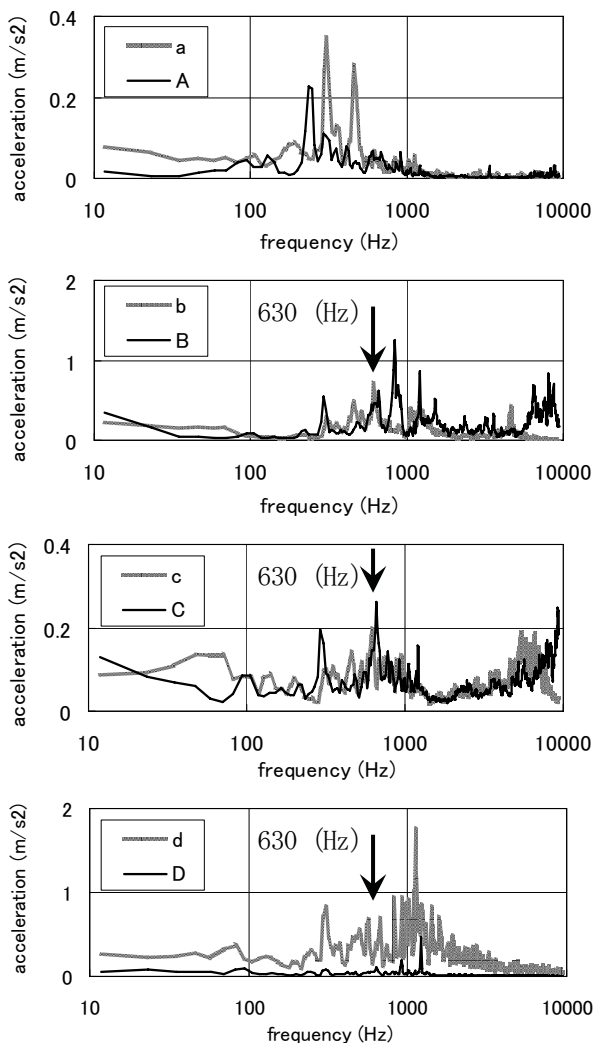 acceleration (m/s2)
0.4
0.2
0
a
A
10
100
1000
10000
frequency (Hz)
acceleration (m/s2)
2
1
0
b
B
630 (Hz)
10
100
1000
10000
frequency (Hz)
acceleration (m/s2)
0.4
0.2
0
c
C
630 (Hz)
10
100
1000
10000
frequency (Hz)
acceleration (m/s2)
2
1
0
d
D
630 (Hz)
10
100
1000
10000
frequency (Hz)